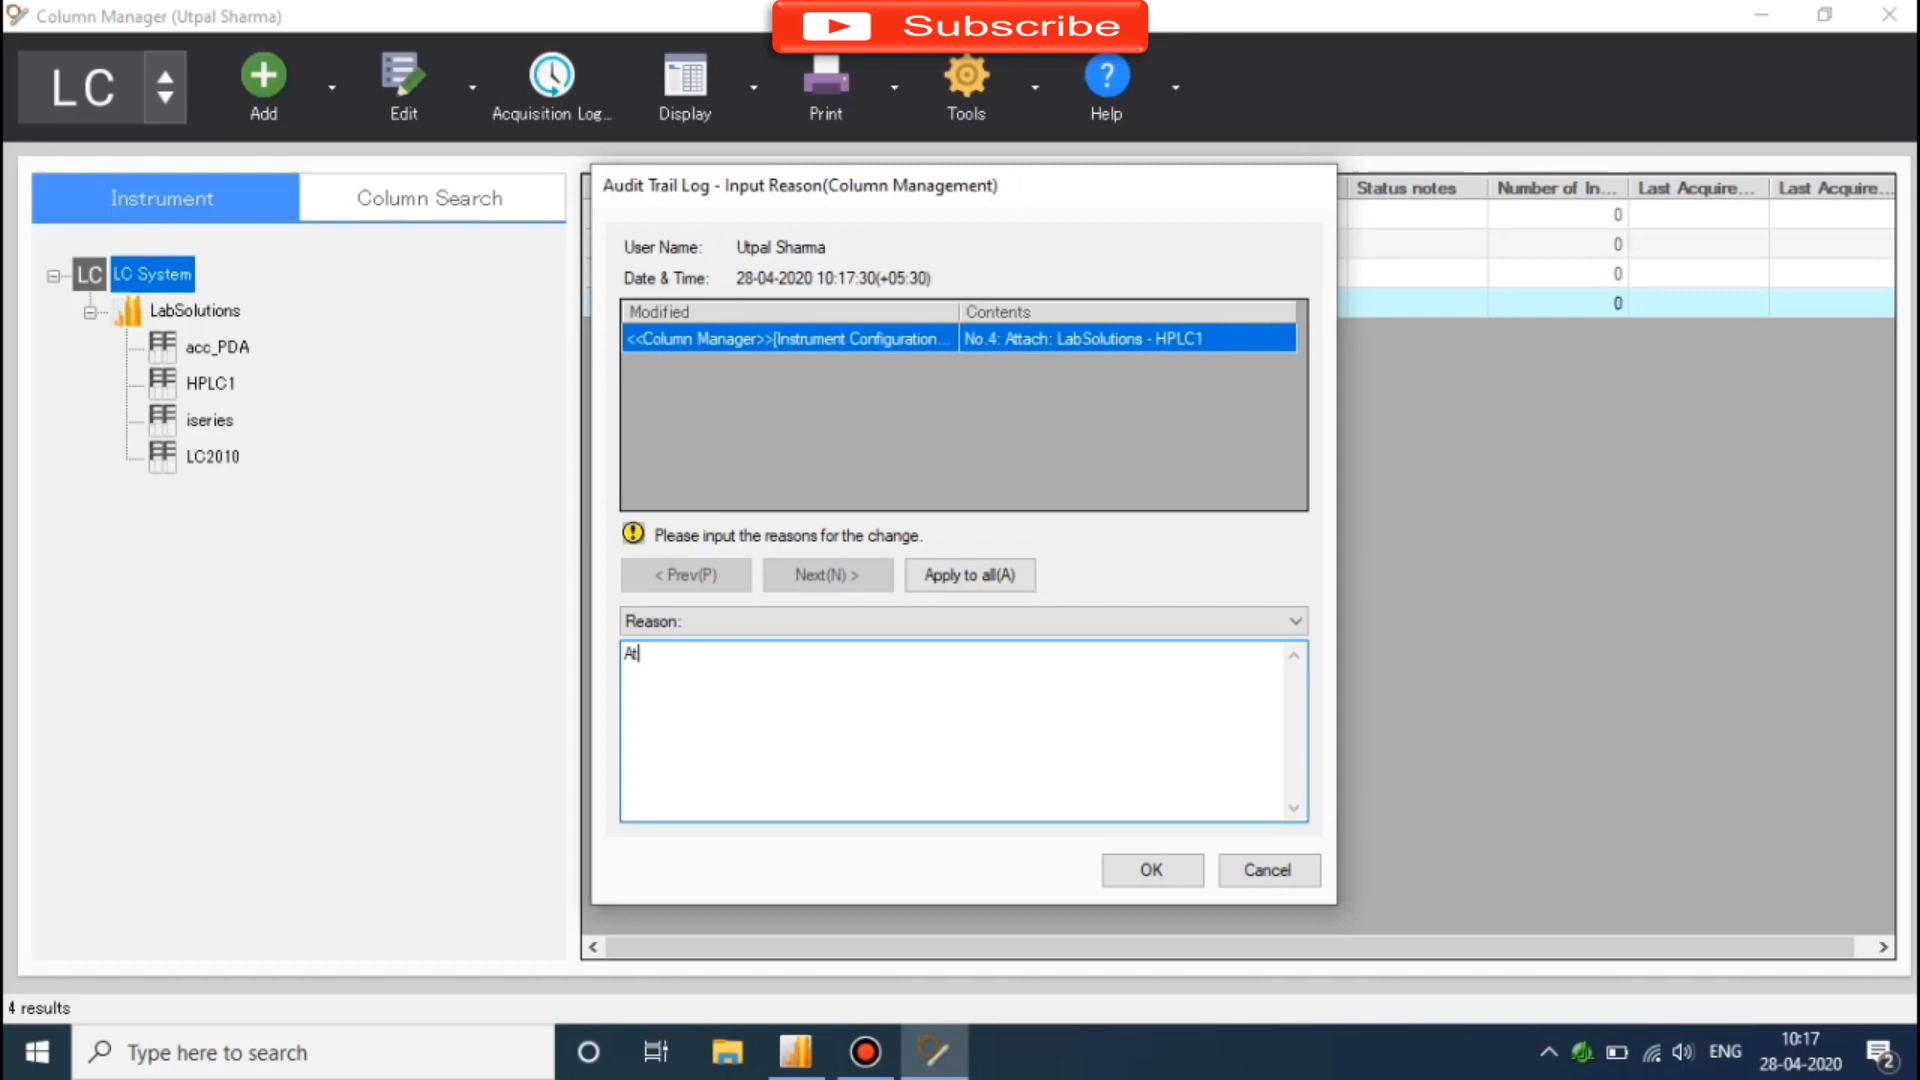 Column Manager (Utpal Sharma)
Subscribe
LC
Add
Edit
Acquisition Log...
Display
Print
Tools
?
Help
Instrument
Column Search
LC LC System
LabSolutions
acc_PDA
HPLC1
iseries
LC2010
Audit Trail Log - Input Reason(Column Management)
User Name: Utpal Sharma
Date & Time: 28-04-2020 10:17:30(+05:30)
Modified Contents
<<Column Manager>>[Instrument Configuration... No.4: Attach: LabSolutions - HPLC1
Please input the reasons for the change.
< Prev(P) Next(N) > Apply to all(A)
Reason:
At
OK Cancel
Status notes Number of In... Last Acquire... Last Acquire...
0
0
0
0
4 results
Type here to search
ENG
10:17
28-04-2020
2